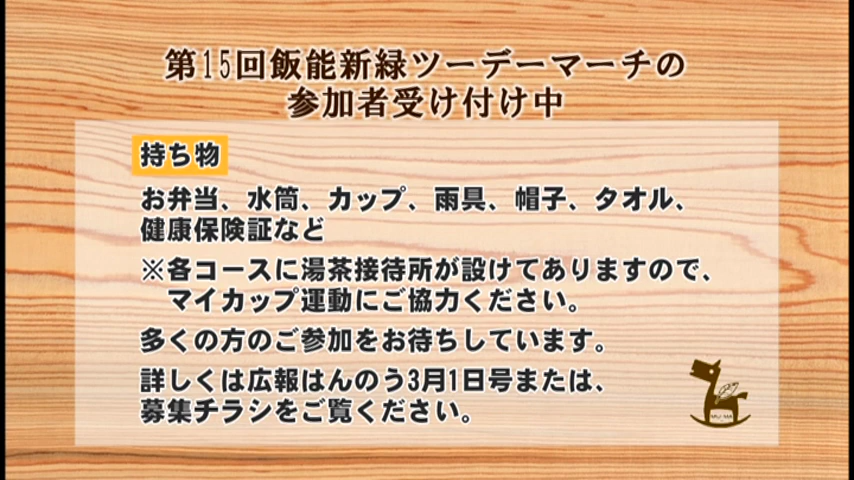 第15回飯能新緑ツーデーマーチの
参加者受け付け中
持ち物
お弁当、水筒、カップ、雨具、帽子、タオル、
健康保険証など
※各コースに湯茶接待所が設けてありますので、
マイカップ運動にご協力ください。
多くの方のご参加をお待ちしています。
詳しくは広報はんのう3月1日号または、
募集チラシをご覧ください。
MU-MA